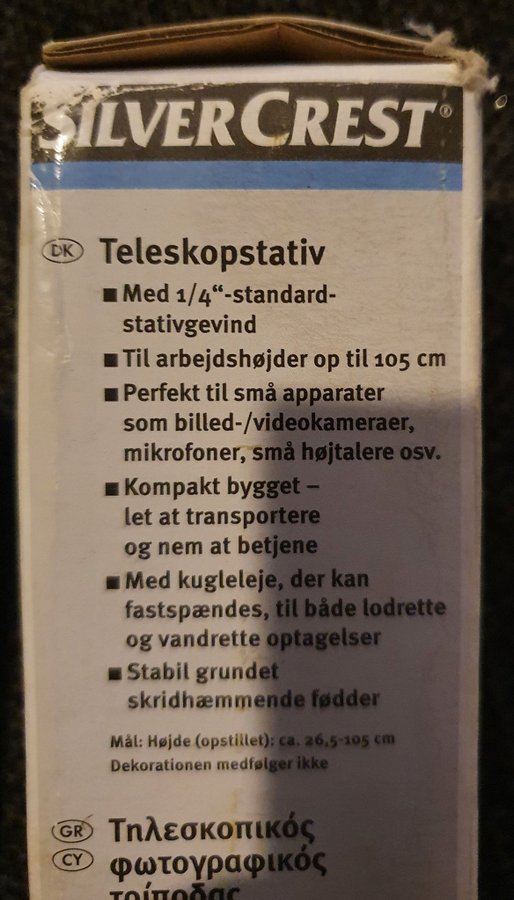 SILVERCREST®
DK Teleskopstativ
■ Med 1/4“-standard-
stativgevind
■ Til arbejdshøjder op til 105 cm
■ Perfekt til små apparater
som billed-/videokameraer,
mikrofoner, små højtalere osv.
■ Kompakt bygget –
let at transportere
og nem at betjene
■ Med kugleleje, der kan
fastspændes, til både lodrette
og vandrette optagelser
■ Stabil grundet
skridhæmmende fødder
Mål: Højde (opstillet): ca. 26,5-105 cm
Dekorationen medfølger ikke
GR Τηλεσκοπικός
CY φωτογραφικός
τρίποδας